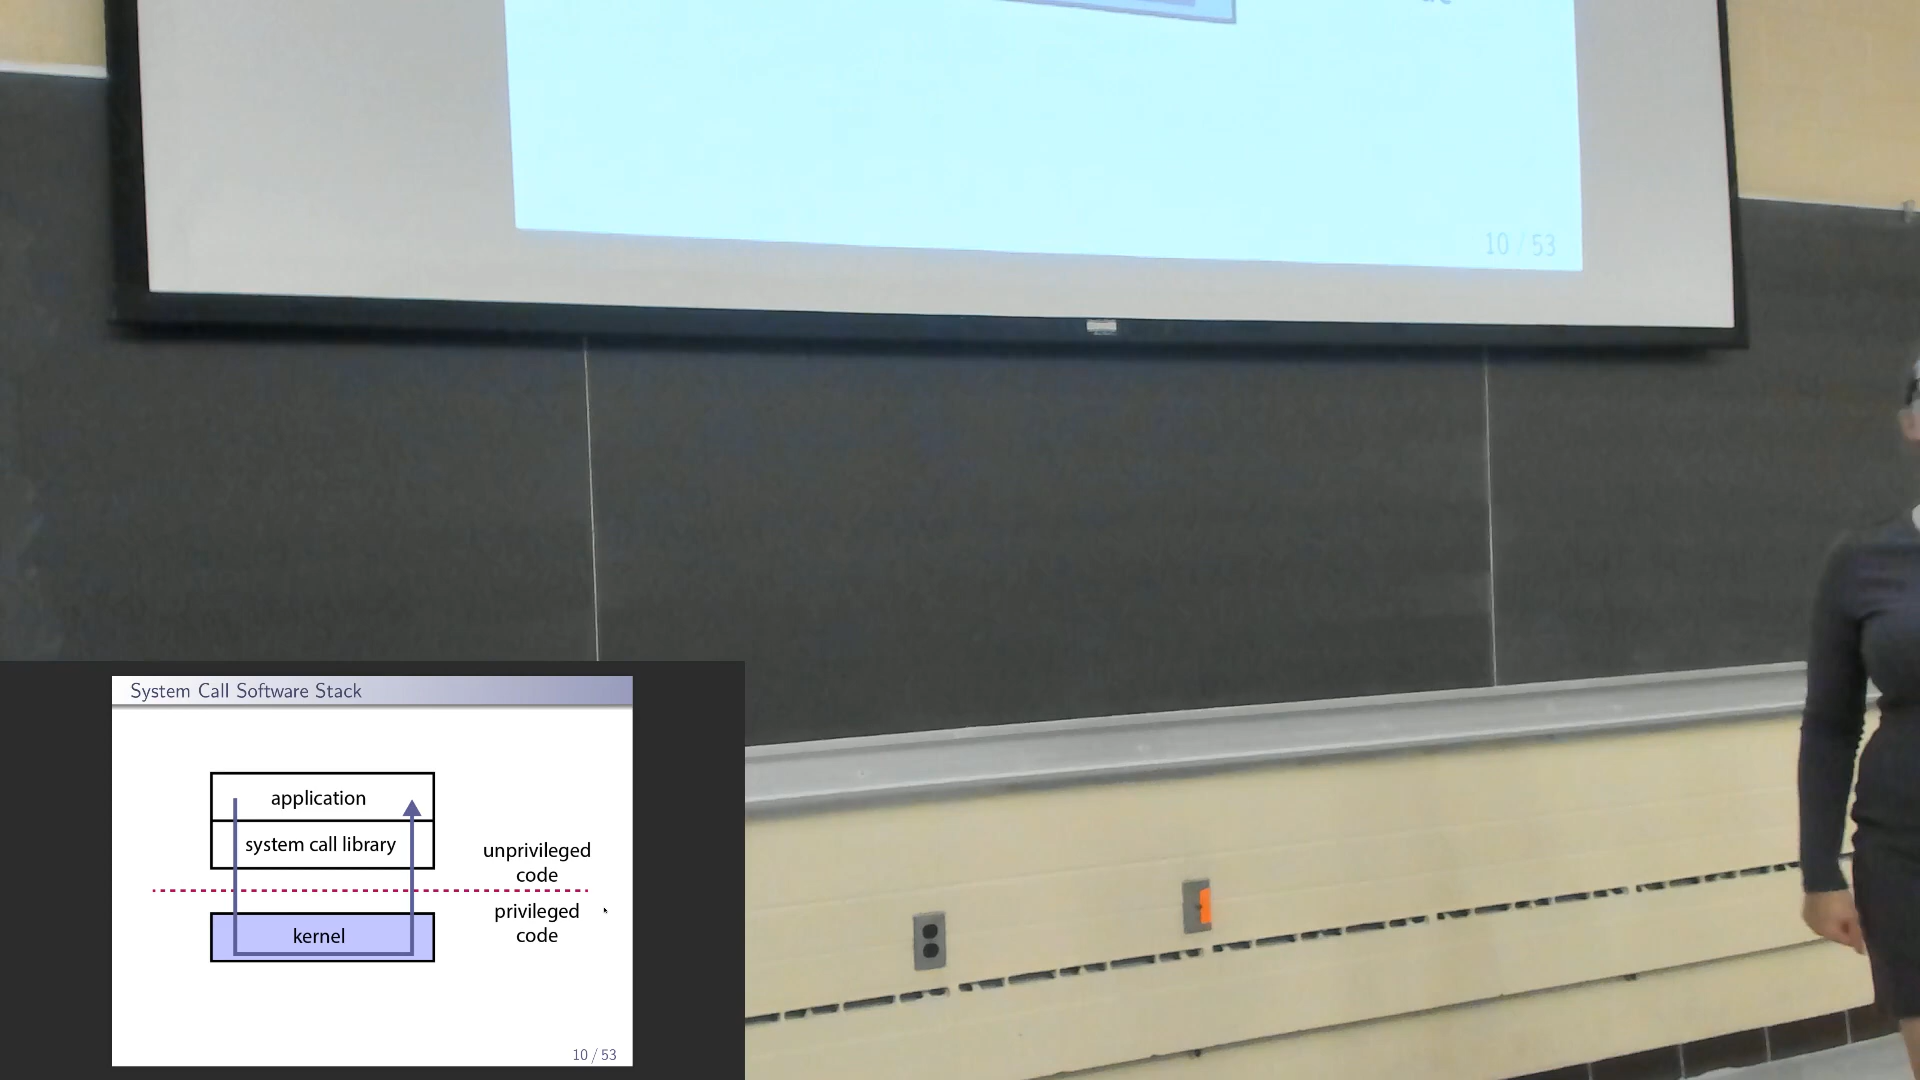 10 / 53
System Call Software Stack
application
system call library
unprivileged
code
privileged
code
kernel
10 / 53